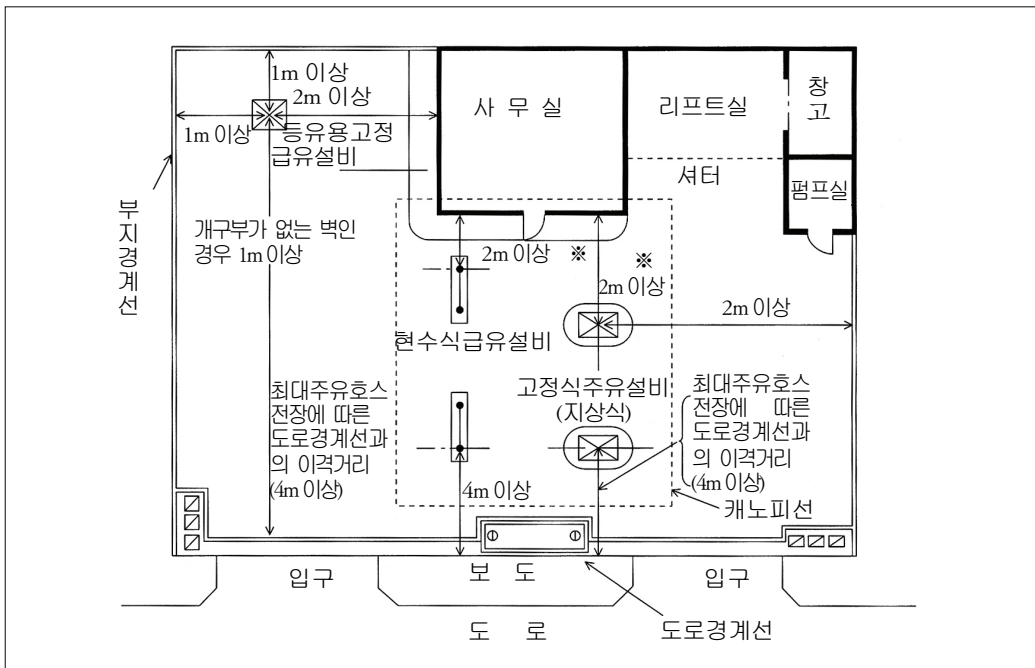 1m 이상
2m 이상
1m 이상
등유용고정
급유설비
사 무 실
리프트실
창
고
셔터
펌프실
부
지
경
계
선
개구부가 없는 벽인
경우 1m 이상
2m 이상
※
※
2m 이상
2m 이상
현수식급유설비
고정식주유설비
(지상식)
최대주유호스
전장에 따른
도로경계선과
의 이격거리
(4m 이상)
최대주유호스
전장에 따른
도로경계선과
의 이격거리
(4m 이상)
4m 이상
캐노피선
입구
보 도
입구
도 로
도로경계선